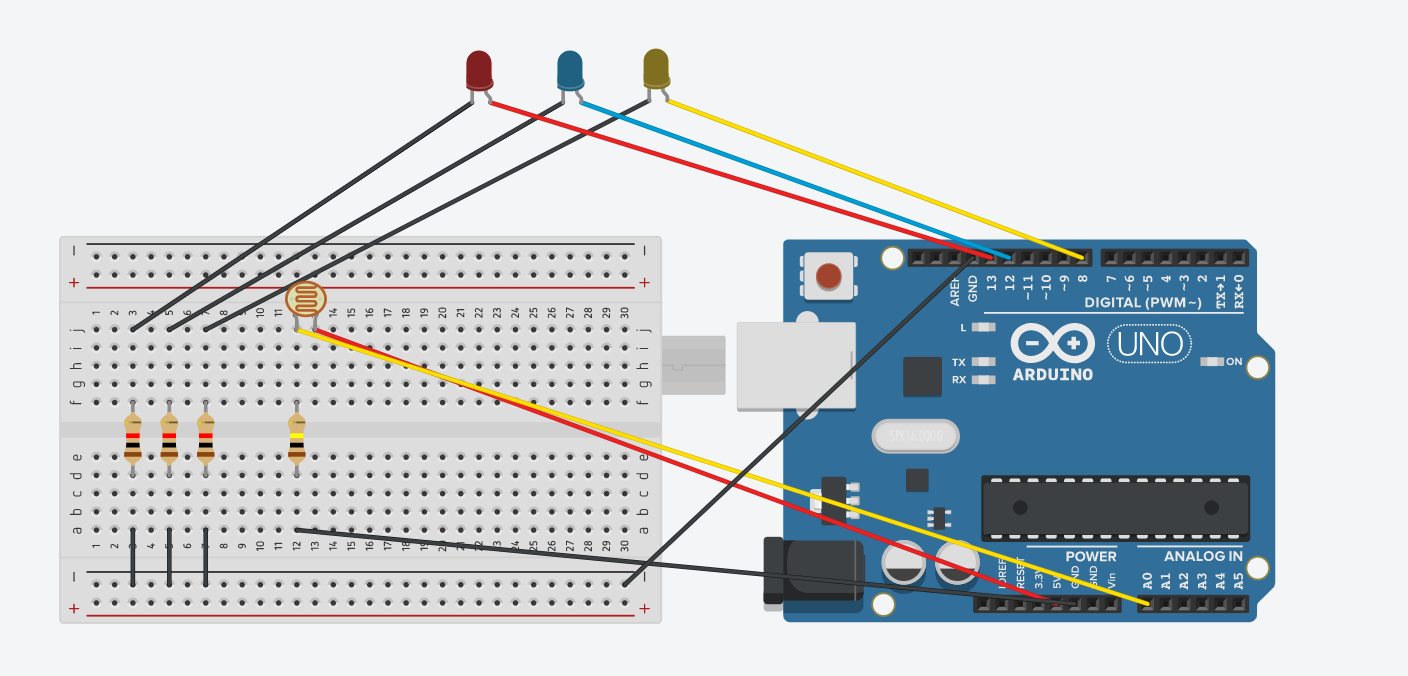 − −
+ +
1 2 3 4 5 6 7 8 9 10 11 14 15 16 17 18 19 20 21 22 23 24 25 26 27 28 29 30
j j
i i
h h
g g
f f
e e
d d
c c
b b
a a
1 2 3 4 5 6 7 8 9 10 11 12 13 14 15 16 17 18 19 20 21 22 23 24 25 26 27 28 29 30
− −
+ +
AREF GND 13 12 ~11 ~10 ~9 8 7 ~6 ~5 4 ~3 2 TX→1 RX←0
DIGITAL (PWM~)
L
TX
RX
UNO
ARDUINO
ON
SPK16.000G
POWER ANALOG IN
IOREF RESET 3.3V 5V GND GND Vin A0 A1 A2 A3 A4 A5